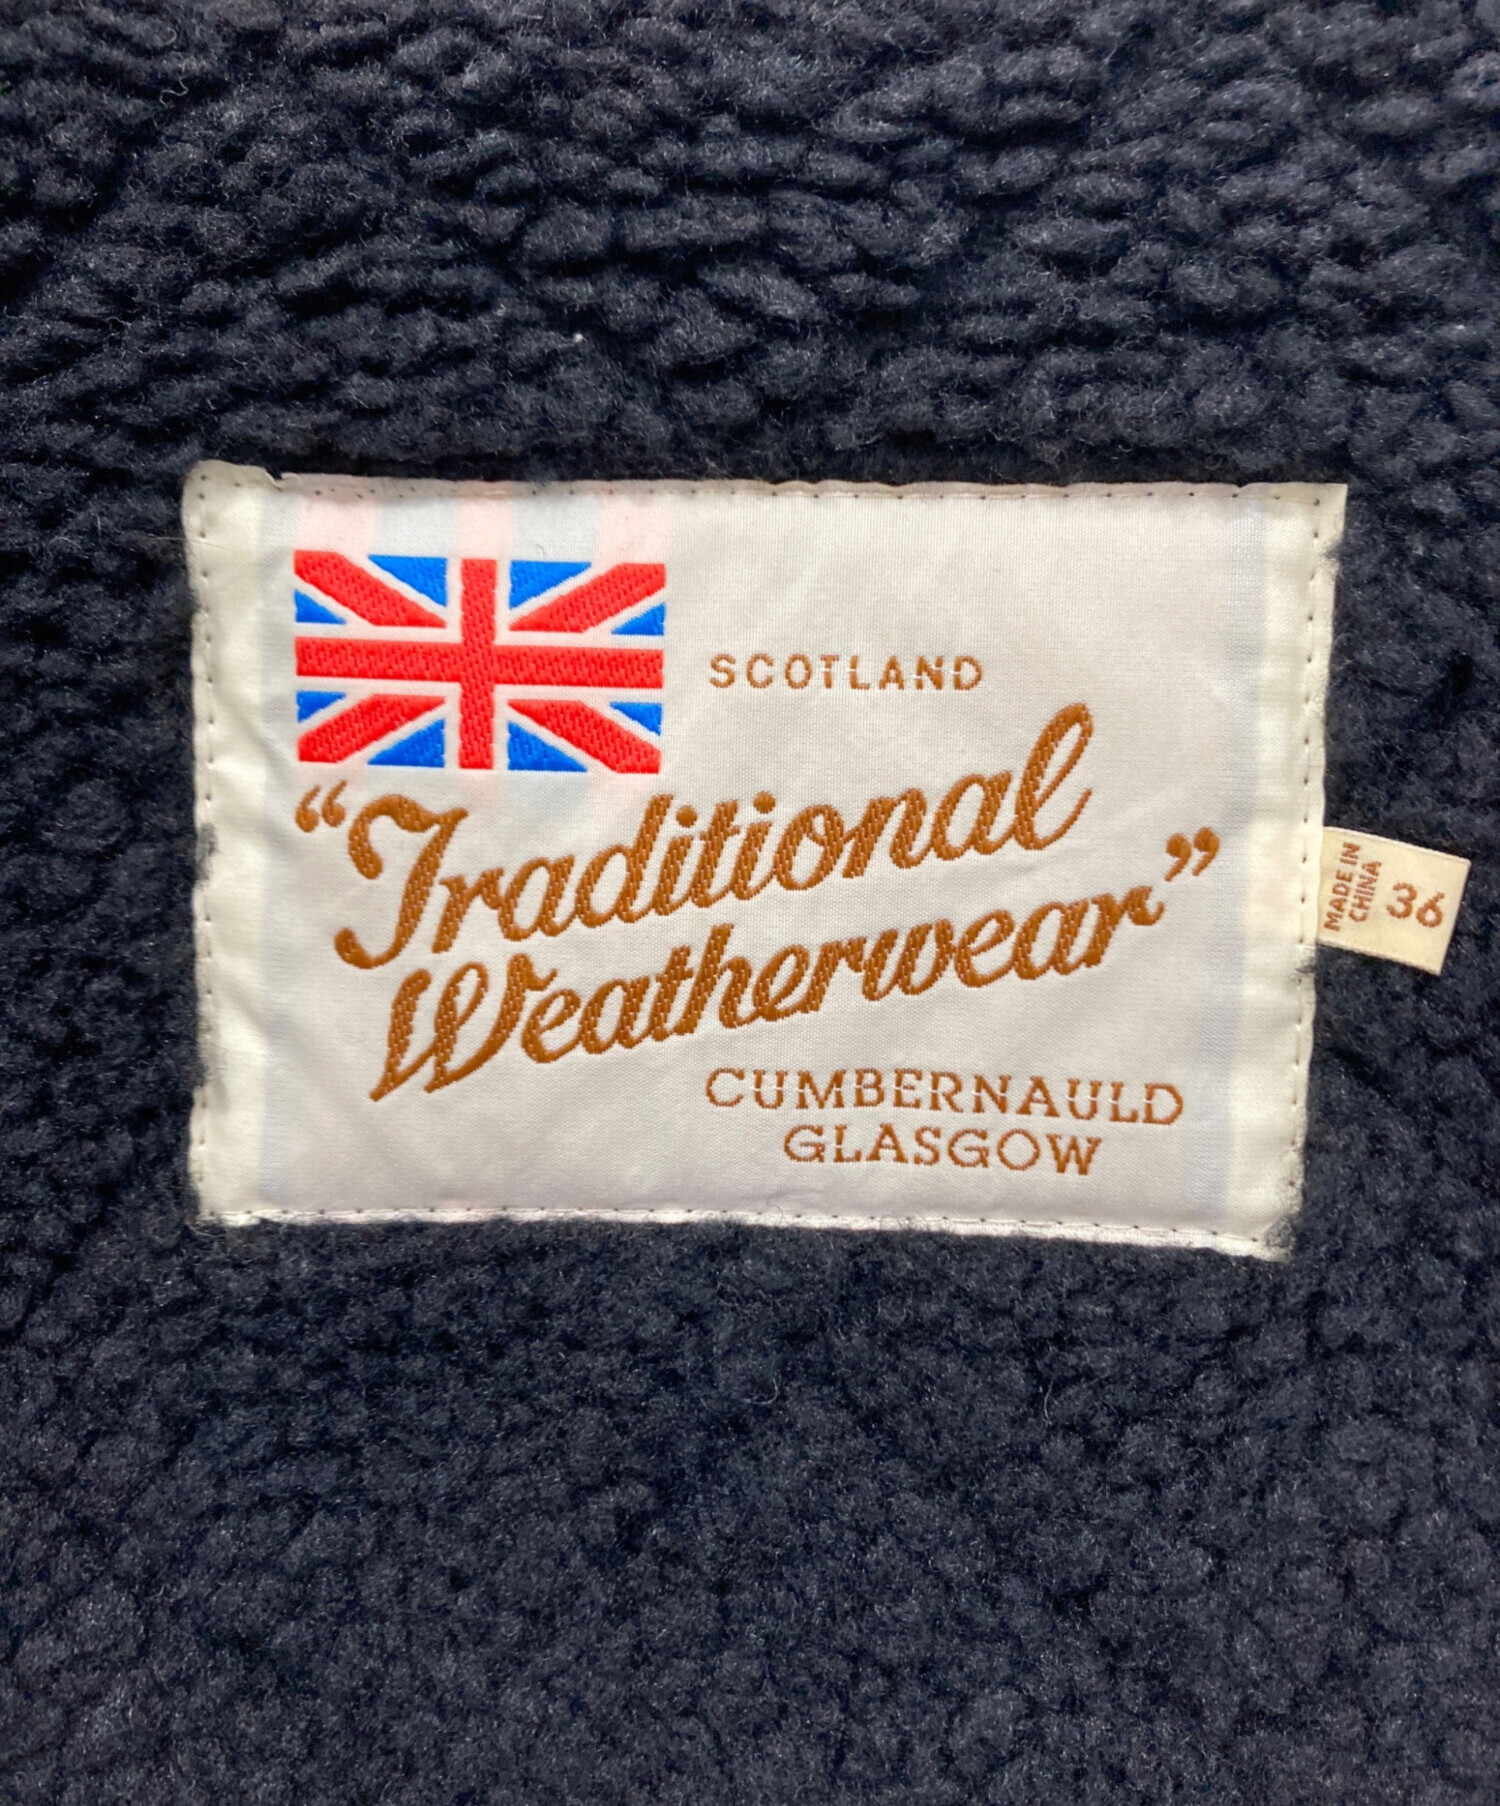 SCOTLAND
“Traditional
Weatherwear”
CUMBERNAULD
GLASGOW
MADE IN
CHINA
36